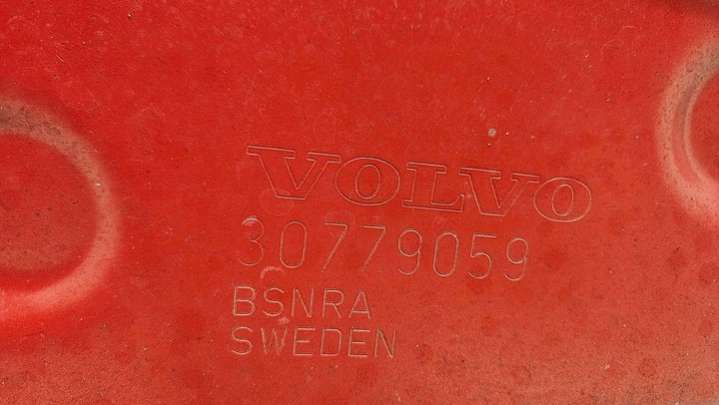 VOLVO
30779059
BSNRA
SWEDEN